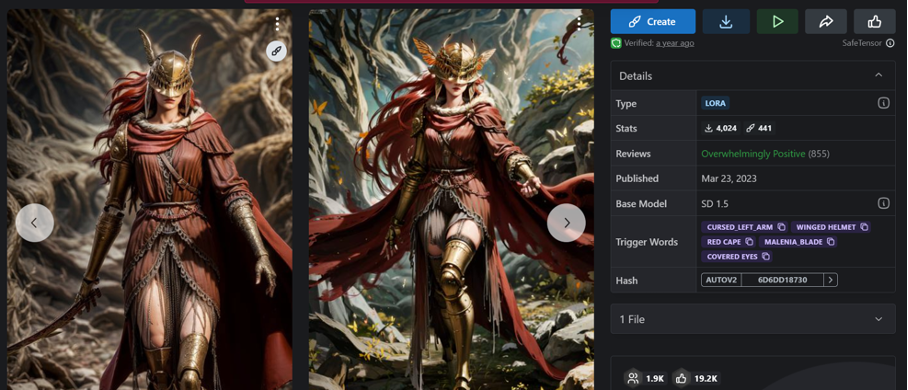 Create
Verified: a year ago
SafeTensor
Details
Type
LORA
Stats
4,024 441
Reviews
Overwhelmingly Positive (855)
Published
Mar 23, 2023
Base Model
SD 1.5
Trigger Words
CURSED_LEFT_ARM WINGED HELMET
RED CAPE MALENIA_BLADE
COVERED EYES
Hash
AUTOV2 6D6DD18730
1 File
1.9K 19.2K